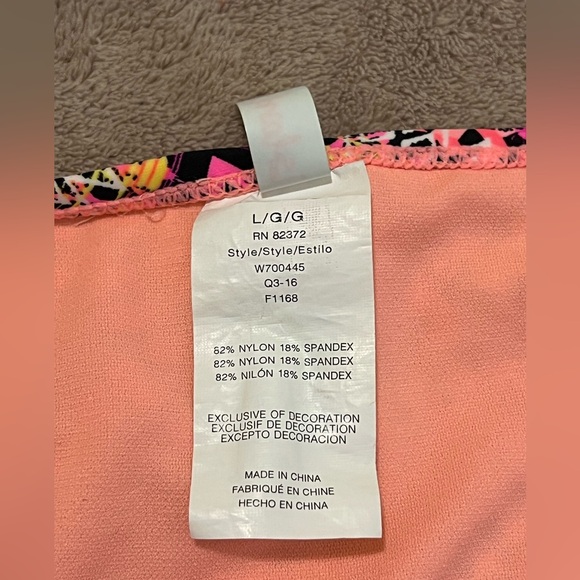 L/G/G
RN 82372
Style/Style/Estilo
W700445
Q3-16
F1168
82% NYLON 18% SPANDEX
82% NYLON 18% SPANDEX
82% NILÓN 18% SPANDEX
EXCLUSIVE OF DECORATION
EXCLUSIF DE DECORATION
EXCEPTO DECORACIÓN
MADE IN CHINA
FABRIQUÉ EN CHINE
HECHO EN CHINA